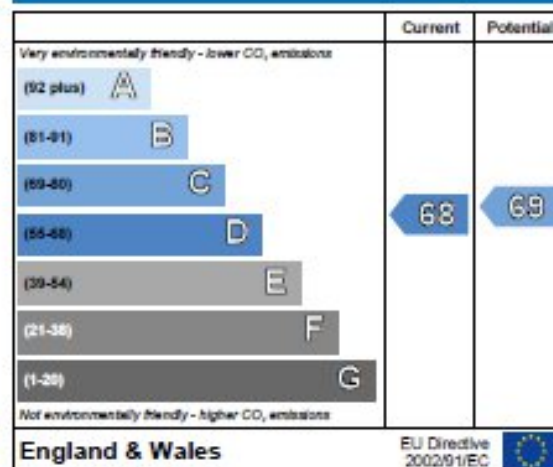 Current Potential
Very environmentally friendly - lower CO₂ emissions
(92 plus) A
(81-91) B
(69-80) C
(55-68) D
(39-54) E
(21-38) F
(1-20) G
68 69
Not environmentally friendly - higher CO₂ emissions
England & Wales
EU Directive
2002/91/EC